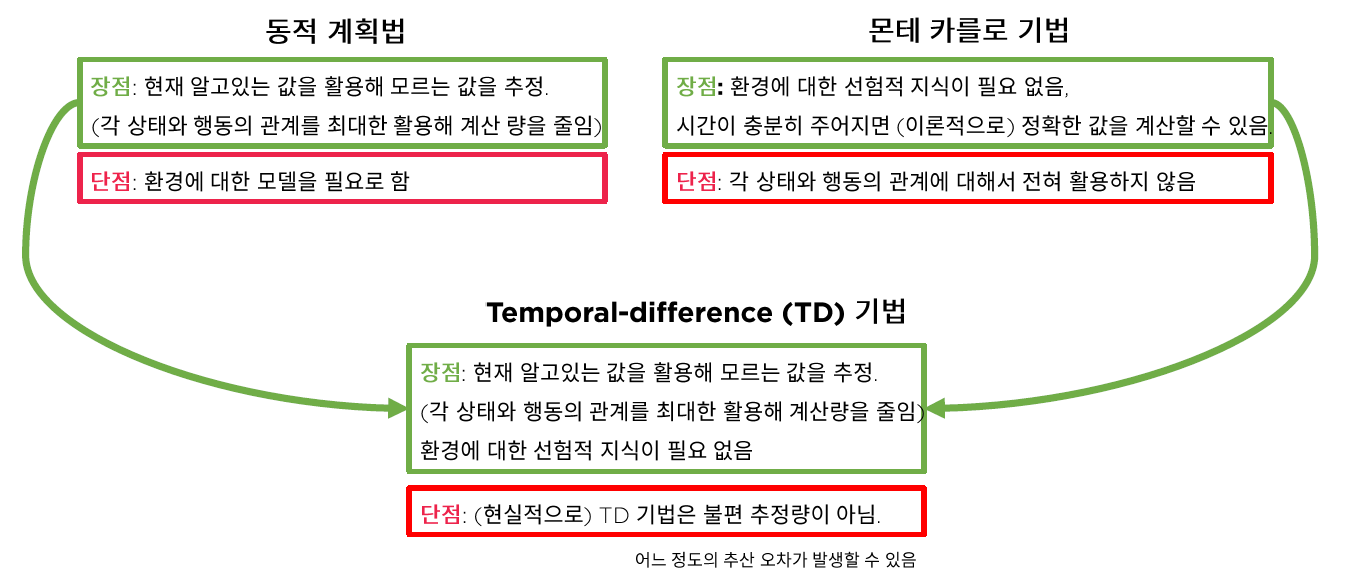 동적 계획법
장점: 현재 알고있는 값을 활용해 모르는 값을 추정.
(각 상태와 행동의 관계를 최대한 활용해 계산 량을 줄임)
단점: 환경에 대한 모델을 필요로 함
몬테 카를로 기법
장점: 환경에 대한 선험적 지식이 필요 없음,
시간이 충분히 주어지면 (이론적으로) 정확한 값을 계산할 수 있음.
단점: 각 상태와 행동의 관계에 대해서 전혀 활용하지 않음
Temporal-difference (TD) 기법
장점: 현재 알고있는 값을 활용해 모르는 값을 추정.
(각 상태와 행동의 관계를 최대한 활용해 계산량을 줄임)
환경에 대한 선험적 지식이 필요 없음
단점: (현실적으로) TD 기법은 불편 추정량이 아님.
어느 정도의 추산 오차가 발생할 수 있음